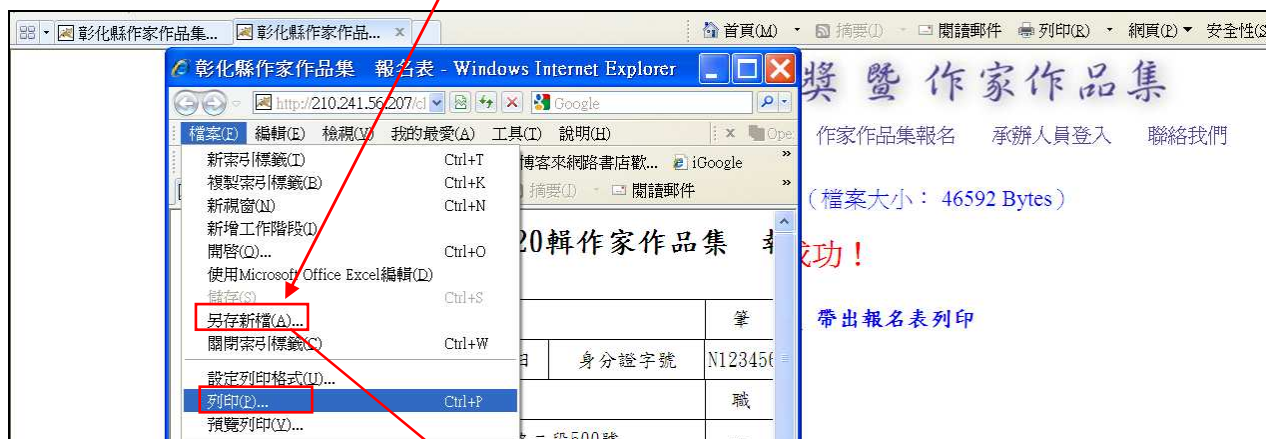 彰化縣作家作品集... 彰化縣作家作品... × 首頁(M) 摘要(I) 閱讀郵件 列印(R) 網頁(P) 安全性(S
彰化縣作家作品集 報名表 - Windows Internet Explorer
獎 暨 作 家 作 品 集
http://210.241.56.207/cl Google
檔案(F) 編輯(E) 檢視(V) 我的最愛(A) 工具(T) 說明(H) × Ope
作家作品集報名 承辦人員登入 聯絡我們
新索引標籤(T) Ctrl+T
博客來網路書店歡... iGoogle »
複製索引標籤(B) Ctrl+K
摘要(I) 閱讀郵件 »
新視窗(N) Ctrl+N
(檔案大小： 46592 Bytes)
新增工作階段(I)
20輯作家作品集
開啓(O)... Ctrl+O
成功！
使用Microsoft Office Excel編輯(D)
儲存(S) Ctrl+S
另存新檔(A)...
筆
帶出報名表列印
關閉索引標籤(C) Ctrl+W
身分證字號 N123456
設定列印格式(U)...
列印(P)... Ctrl+P
職
預覽列印(V)...
二段500號